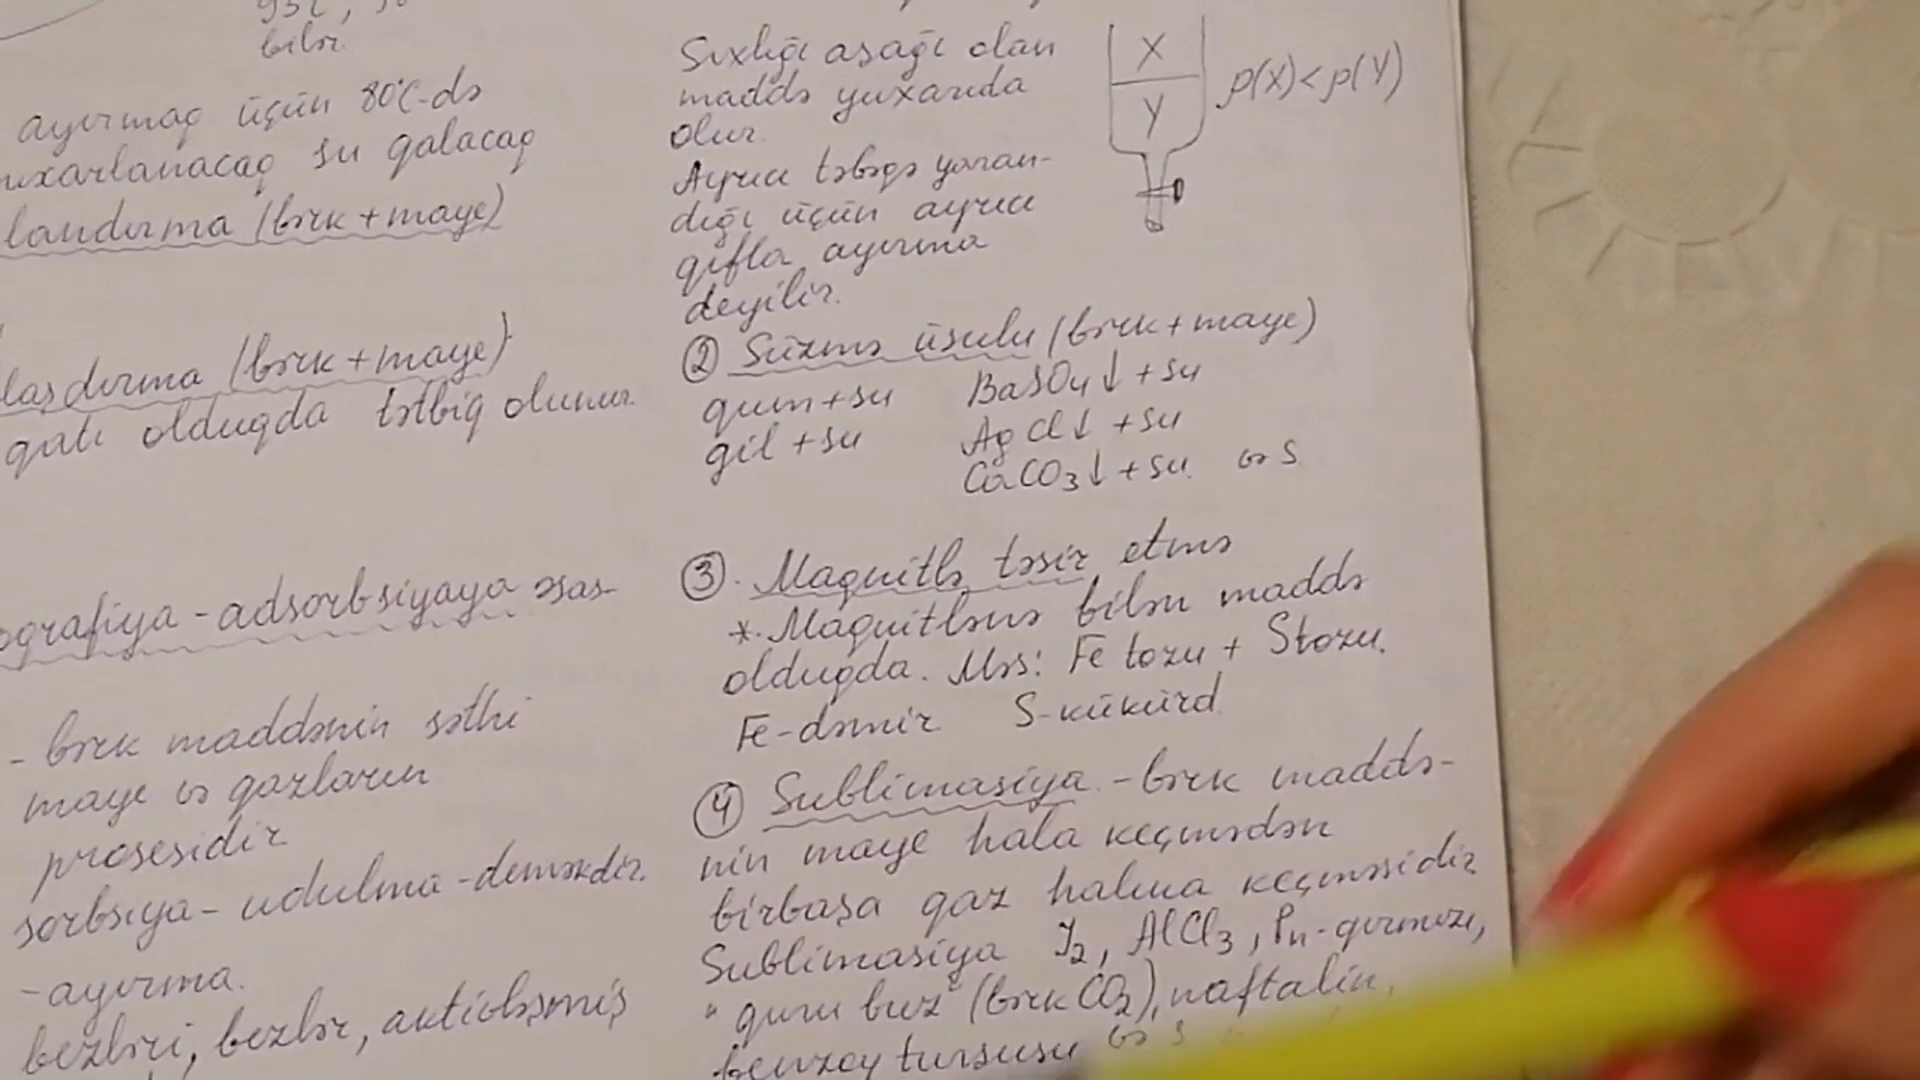 bilər.
ayırmaq üçün 80°C-də
buxarlanacaq su qalacaq
landırma (bərk+maye)
laşdırma (bərk+maye)
qatı olduqda tətbiq olunur.
ografiya - adsorbsiyaya əsas-
- bərk maddənin səthi
maye və qazların
prosesidir
sorbsiya - udulma - deməkdir.
- ayırma.
bezləri, bezlər, aktivləşmiş
Sıxlığı aşağı olan
maddə yuxarıda
olur.
Ayrıcı təbəqə yaran-
dığı üçün ayrıcı
qıfla ayırma
deyilir.
X
Y
ρ(X)<ρ(Y)
② Süzmə üsulu (bərk+maye)
qum+su BaSO4↓ + su
gil+su AgCl↓ + su
CaCO3↓ + su və s
③. Maqnitlə təsir etmə
*. Maqnitlənə bilən maddə
olduqda. Məs: Fe tozu + S tozu.
Fe-dəmir S-kükürd
④ Sublimasiya - bərk maddə-
nin maye hala keçmədən
birbaşa qaz halına keçməsidir
Sublimasiya I2, AlCl3, Pn-qırmızı,
"quru buz" (bərk CO2), naftalin,
benzoy turşusu və s